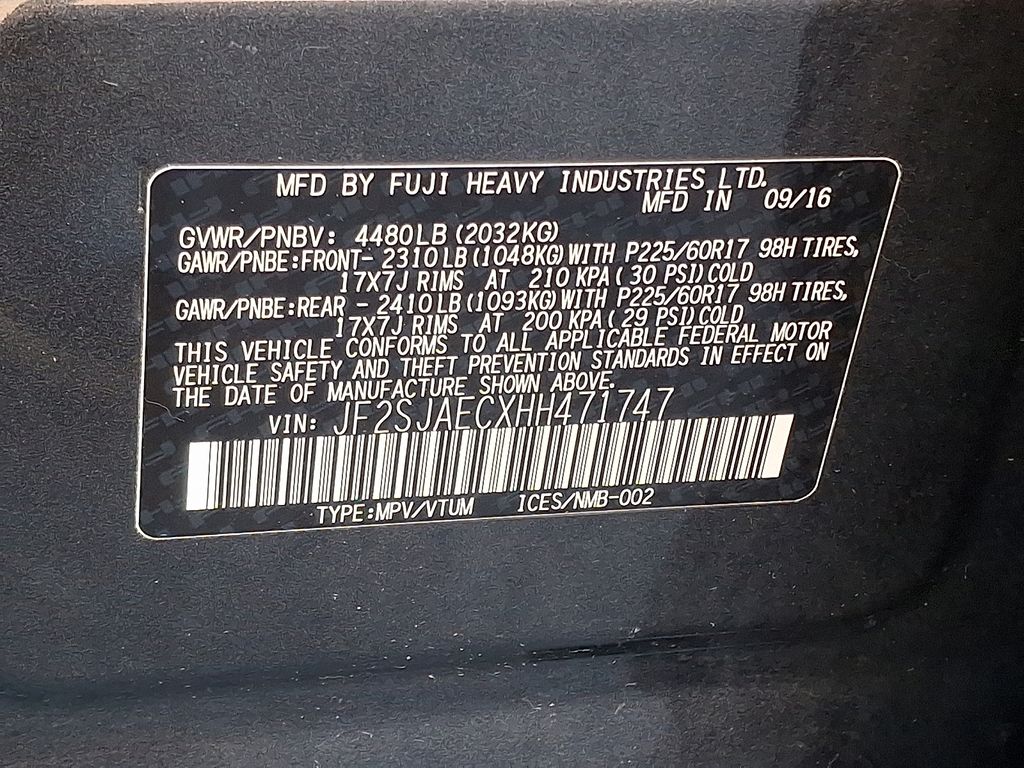 MFD BY FUJI HEAVY INDUSTRIES LTD.
MFD IN 09/16
GVWR/PNBV: 4480LB (2032KG)
GAWR/PNBE:FRONT- 2310LB (1048KG) WITH P225/60R17 98H TIRES,
17X7J RIMS AT 210 KPA ( 30 PSI) COLD
GAWR/PNBE:REAR - 2410LB (1093KG) WITH P225/60R17 98H TIRES,
17X7J RIMS AT 200 KPA ( 29 PSI) COLD
THIS VEHICLE CONFORMS TO ALL APPLICABLE FEDERAL MOTOR
VEHICLE SAFETY AND THEFT PREVENTION STANDARDS IN EFFECT ON
THE DATE OF MANUFACTURE SHOWN ABOVE.
VIN: JF2SJAECXHH471747
TYPE:MPV/VTUM ICES/NMB-002